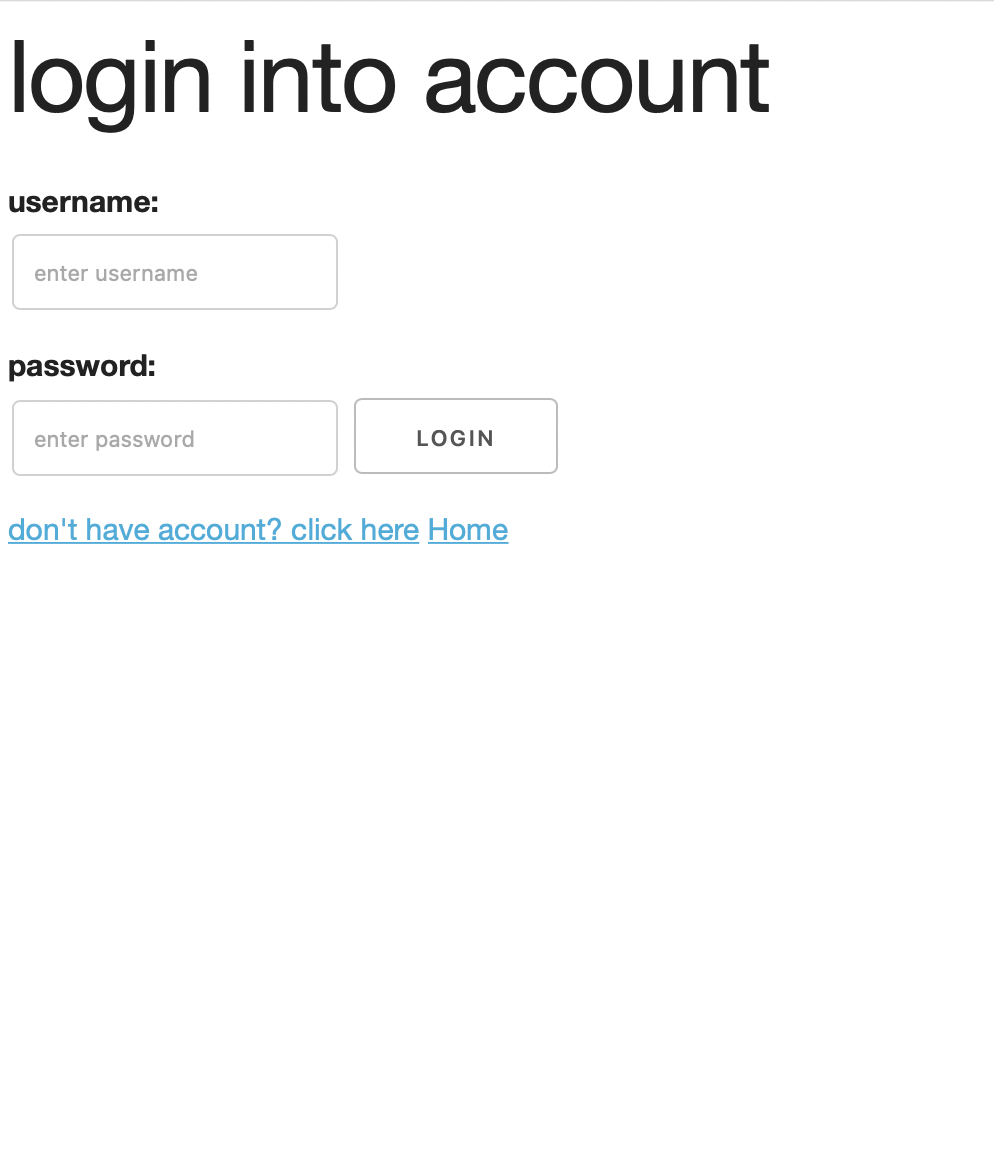 login into account
username:
enter username
password:
enter password LOGIN
don't have account? click here Home